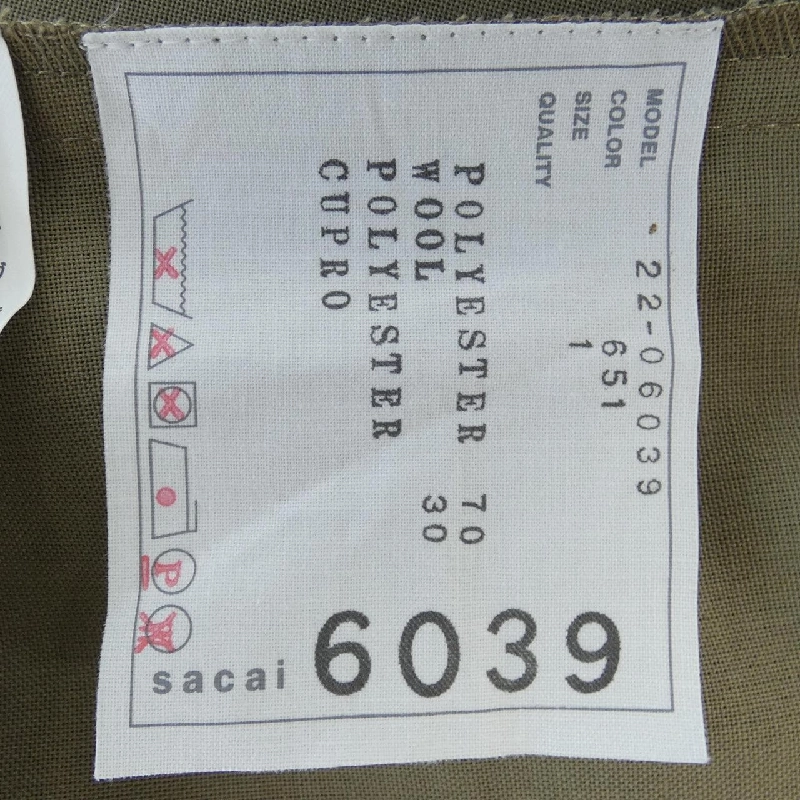 MODEL 22-06039
COLOR 651
SIZE 1
QUALITY
POLYESTER 70
WOOL 30
POLYESTER
CUPRO
P
sacai 6039